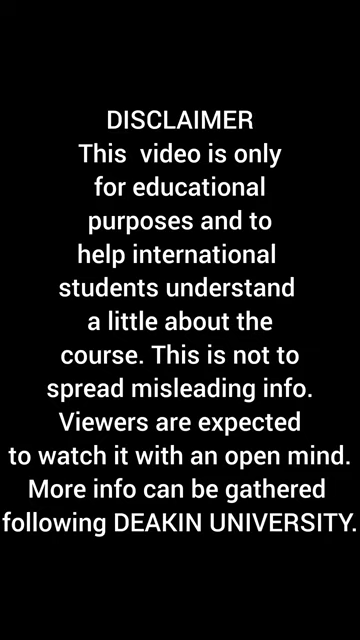 DISCLAIMER
This  video is only
for educational
purposes and to
help international
students understand
a little about the
course. This is not to
spread misleading info.
Viewers are expected
to watch it with an open mind.
More info can be gathered
following DEAKIN UNIVERSITY.